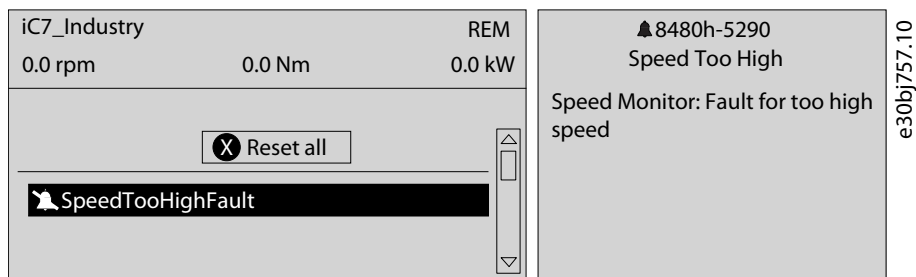 iC7_Industry REM
0.0 rpm 0.0 Nm 0.0 kW
X Reset all
SpeedTooHighFault
8480h-5290
Speed Too High
Speed Monitor: Fault for too high
speed
e30bj757.10